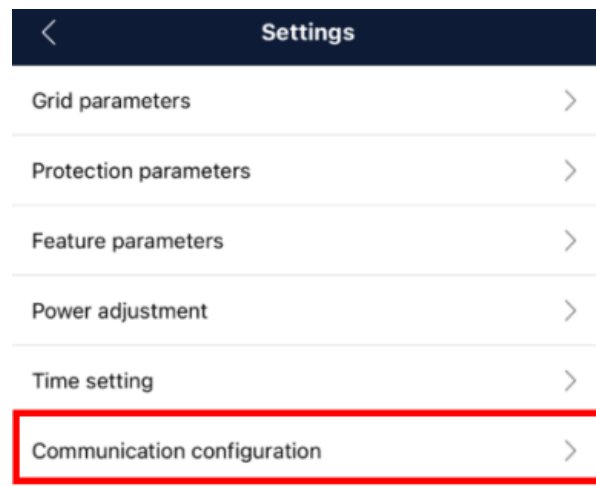 Settings
Grid parameters
Protection parameters
Feature parameters
Power adjustment
Time setting
Communication configuration